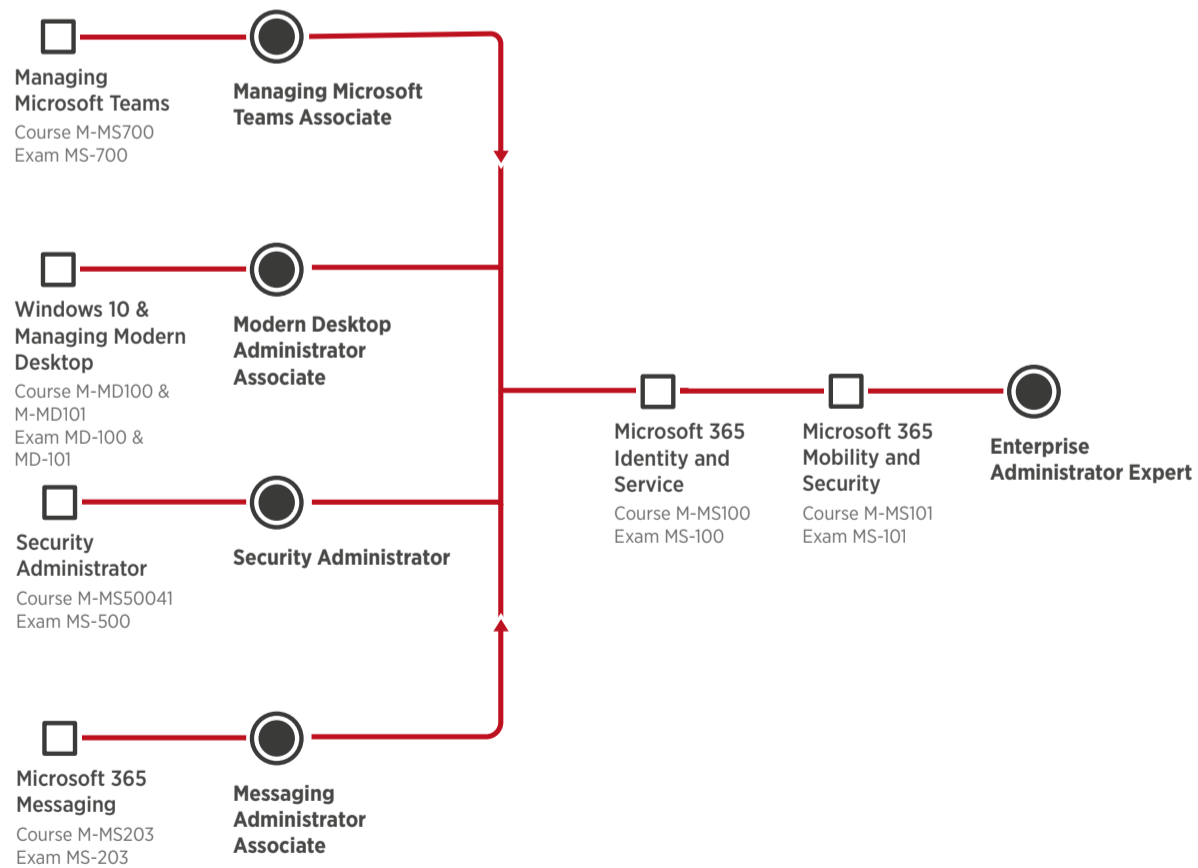 Managing
Microsoft Teams
Course M-MS700
Exam MS-700
Managing Microsoft
Teams Associate
Windows 10 &
Managing Modern
Desktop
Course M-MD100 &
M-MD101
Exam MD-100 &
MD-101
Modern Desktop
Administrator
Associate
Security
Administrator
Course M-MS50041
Exam MS-500
Security Administrator
Microsoft 365
Messaging
Course M-MS203
Exam MS-203
Messaging
Administrator
Associate
Microsoft 365
Identity and
Service
Course M-MS100
Exam MS-100
Microsoft 365
Mobility and
Security
Course M-MS101
Exam MS-101
Enterprise
Administrator Expert